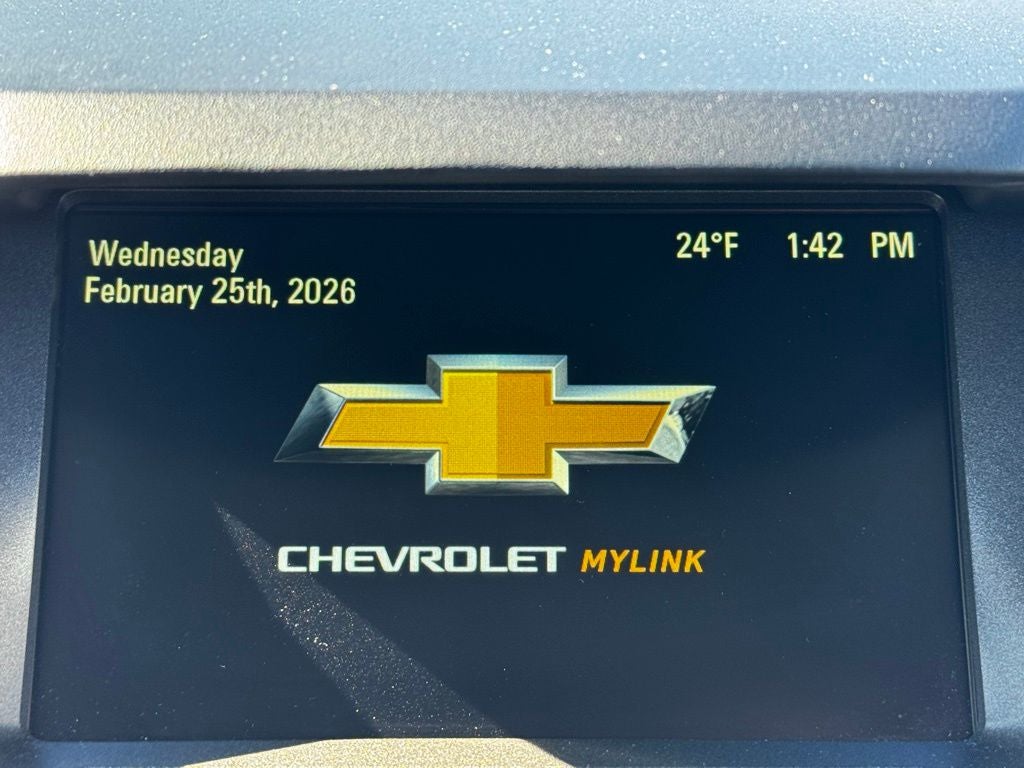 Wednesday 24°F 1:42 PM
February 25th, 2026
CHEVROLET MYLINK